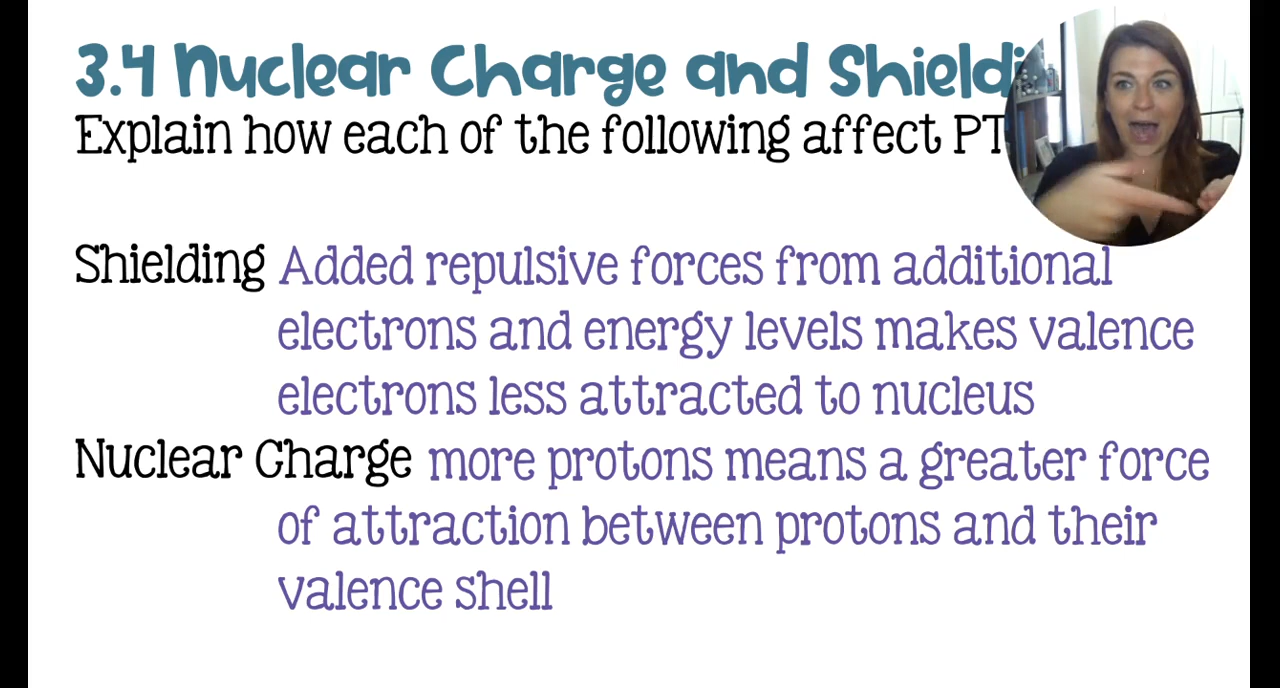 3.4 Nuclear Charge and
Explain how each of the following affect
Shielding Added repulsive forces from additional
electrons and energy levels makes valence
electrons less attracted to nucleus
Nuclear Charge more protons means a greater force
of attraction between protons and their
valence shell